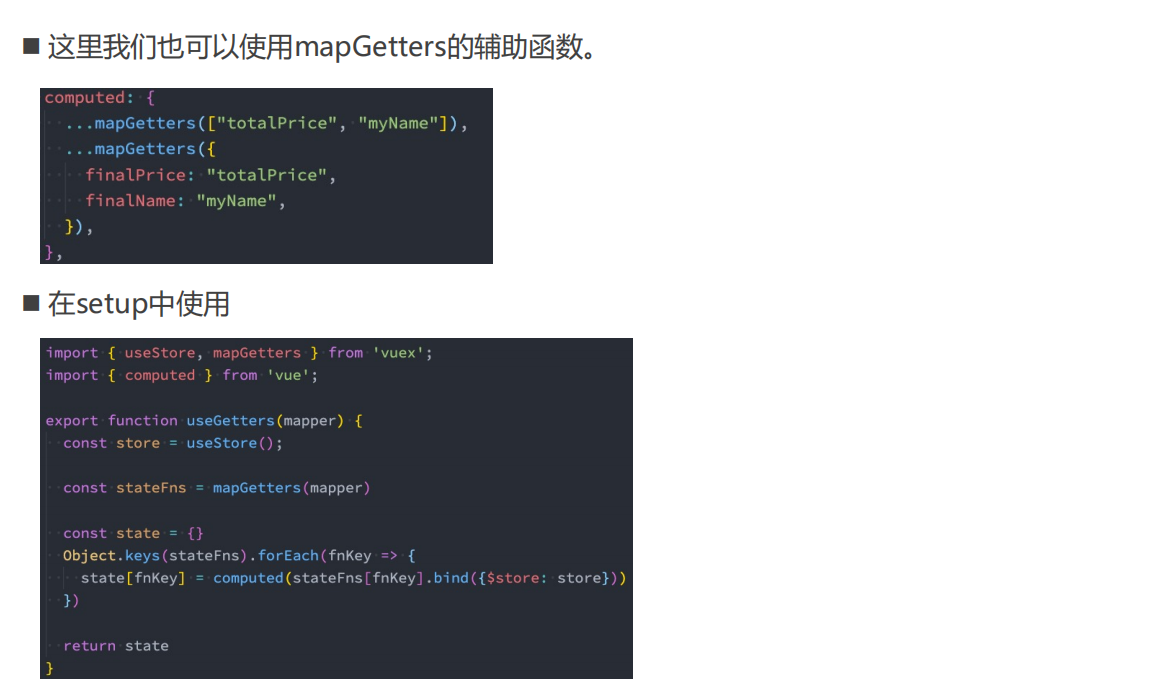 ■ 这里我们也可以使用mapGetters的辅助函数。
computed: {
  ...mapGetters(["totalPrice", "myName"]),
  ...mapGetters({
    finalPrice: "totalPrice",
    finalName: "myName",
  }),
},
■ 在setup中使用
import { useStore, mapGetters } from 'vuex';
import { computed } from 'vue';
export function useGetters(mapper) {
  const store = useStore();
  const stateFns = mapGetters(mapper)
  const state = {}
  Object.keys(stateFns).forEach(fnKey => {
    state[fnKey] = computed(stateFns[fnKey].bind({$store: store}))
  })
  return state
}